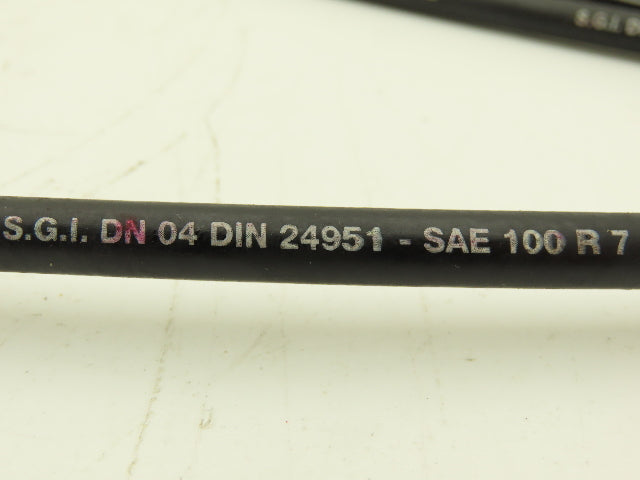 S.G.I. D
S.G.I. DN 04 DIN 24951 - SAE 100 R 7